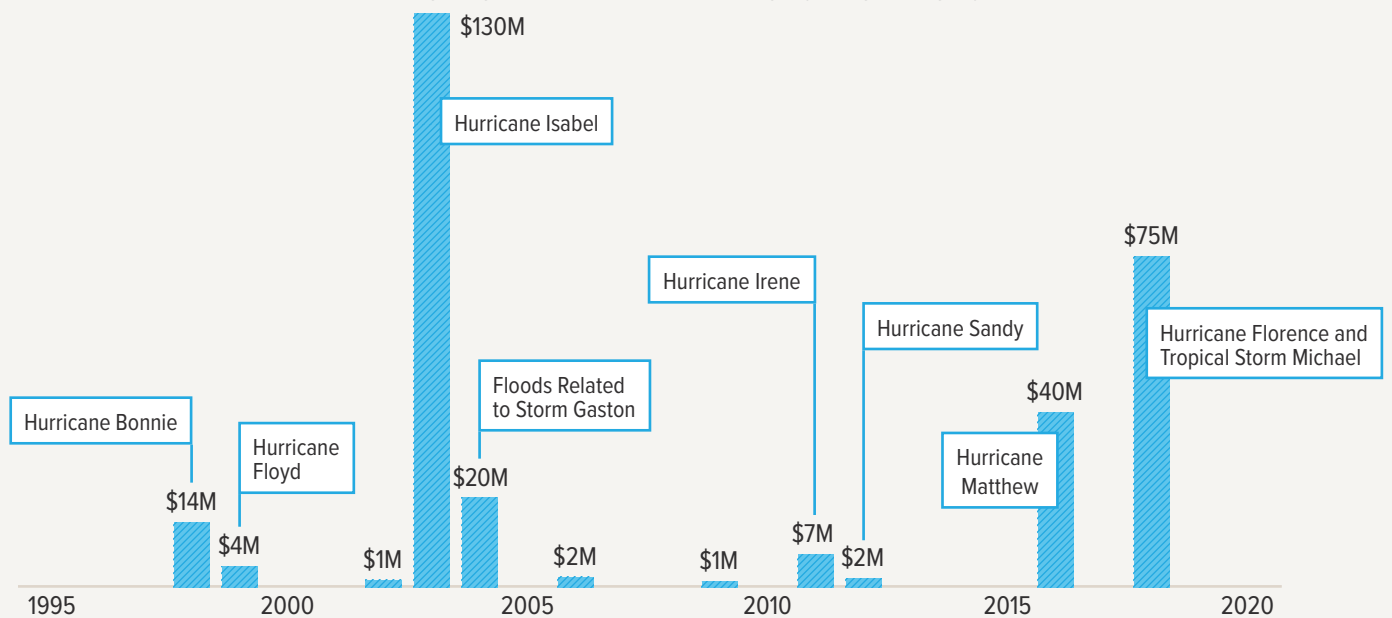 $130M
Hurricane Isabel
$75M
Hurricane Irene
Hurricane Sandy
Hurricane Florence and
Tropical Storm Michael
Floods Related
to Storm Gaston
$40M
Hurricane Bonnie
Hurricane
Floyd
Hurricane
Matthew
$14M
$4M
$1M
$20M
$2M
$1M
$7M
$2M
1995
2000
2005
2010
2015
2020